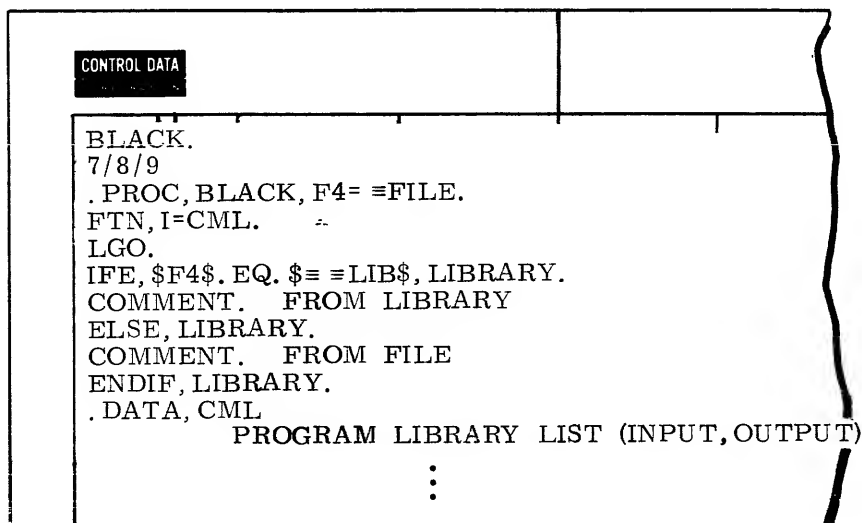 CONTROL DATA
BLACK.
7/8/9
.PROC, BLACK, F4= ≡FILE.
FTN, I=CML.
LGO.
IFE, $F4$. EQ. $≡ ≡LIB$, LIBRARY.
COMMENT. FROM LIBRARY
ELSE, LIBRARY.
COMMENT. FROM FILE
ENDIF, LIBRARY.
.DATA, CML
PROGRAM LIBRARY LIST (INPUT, OUTPUT)
⋮